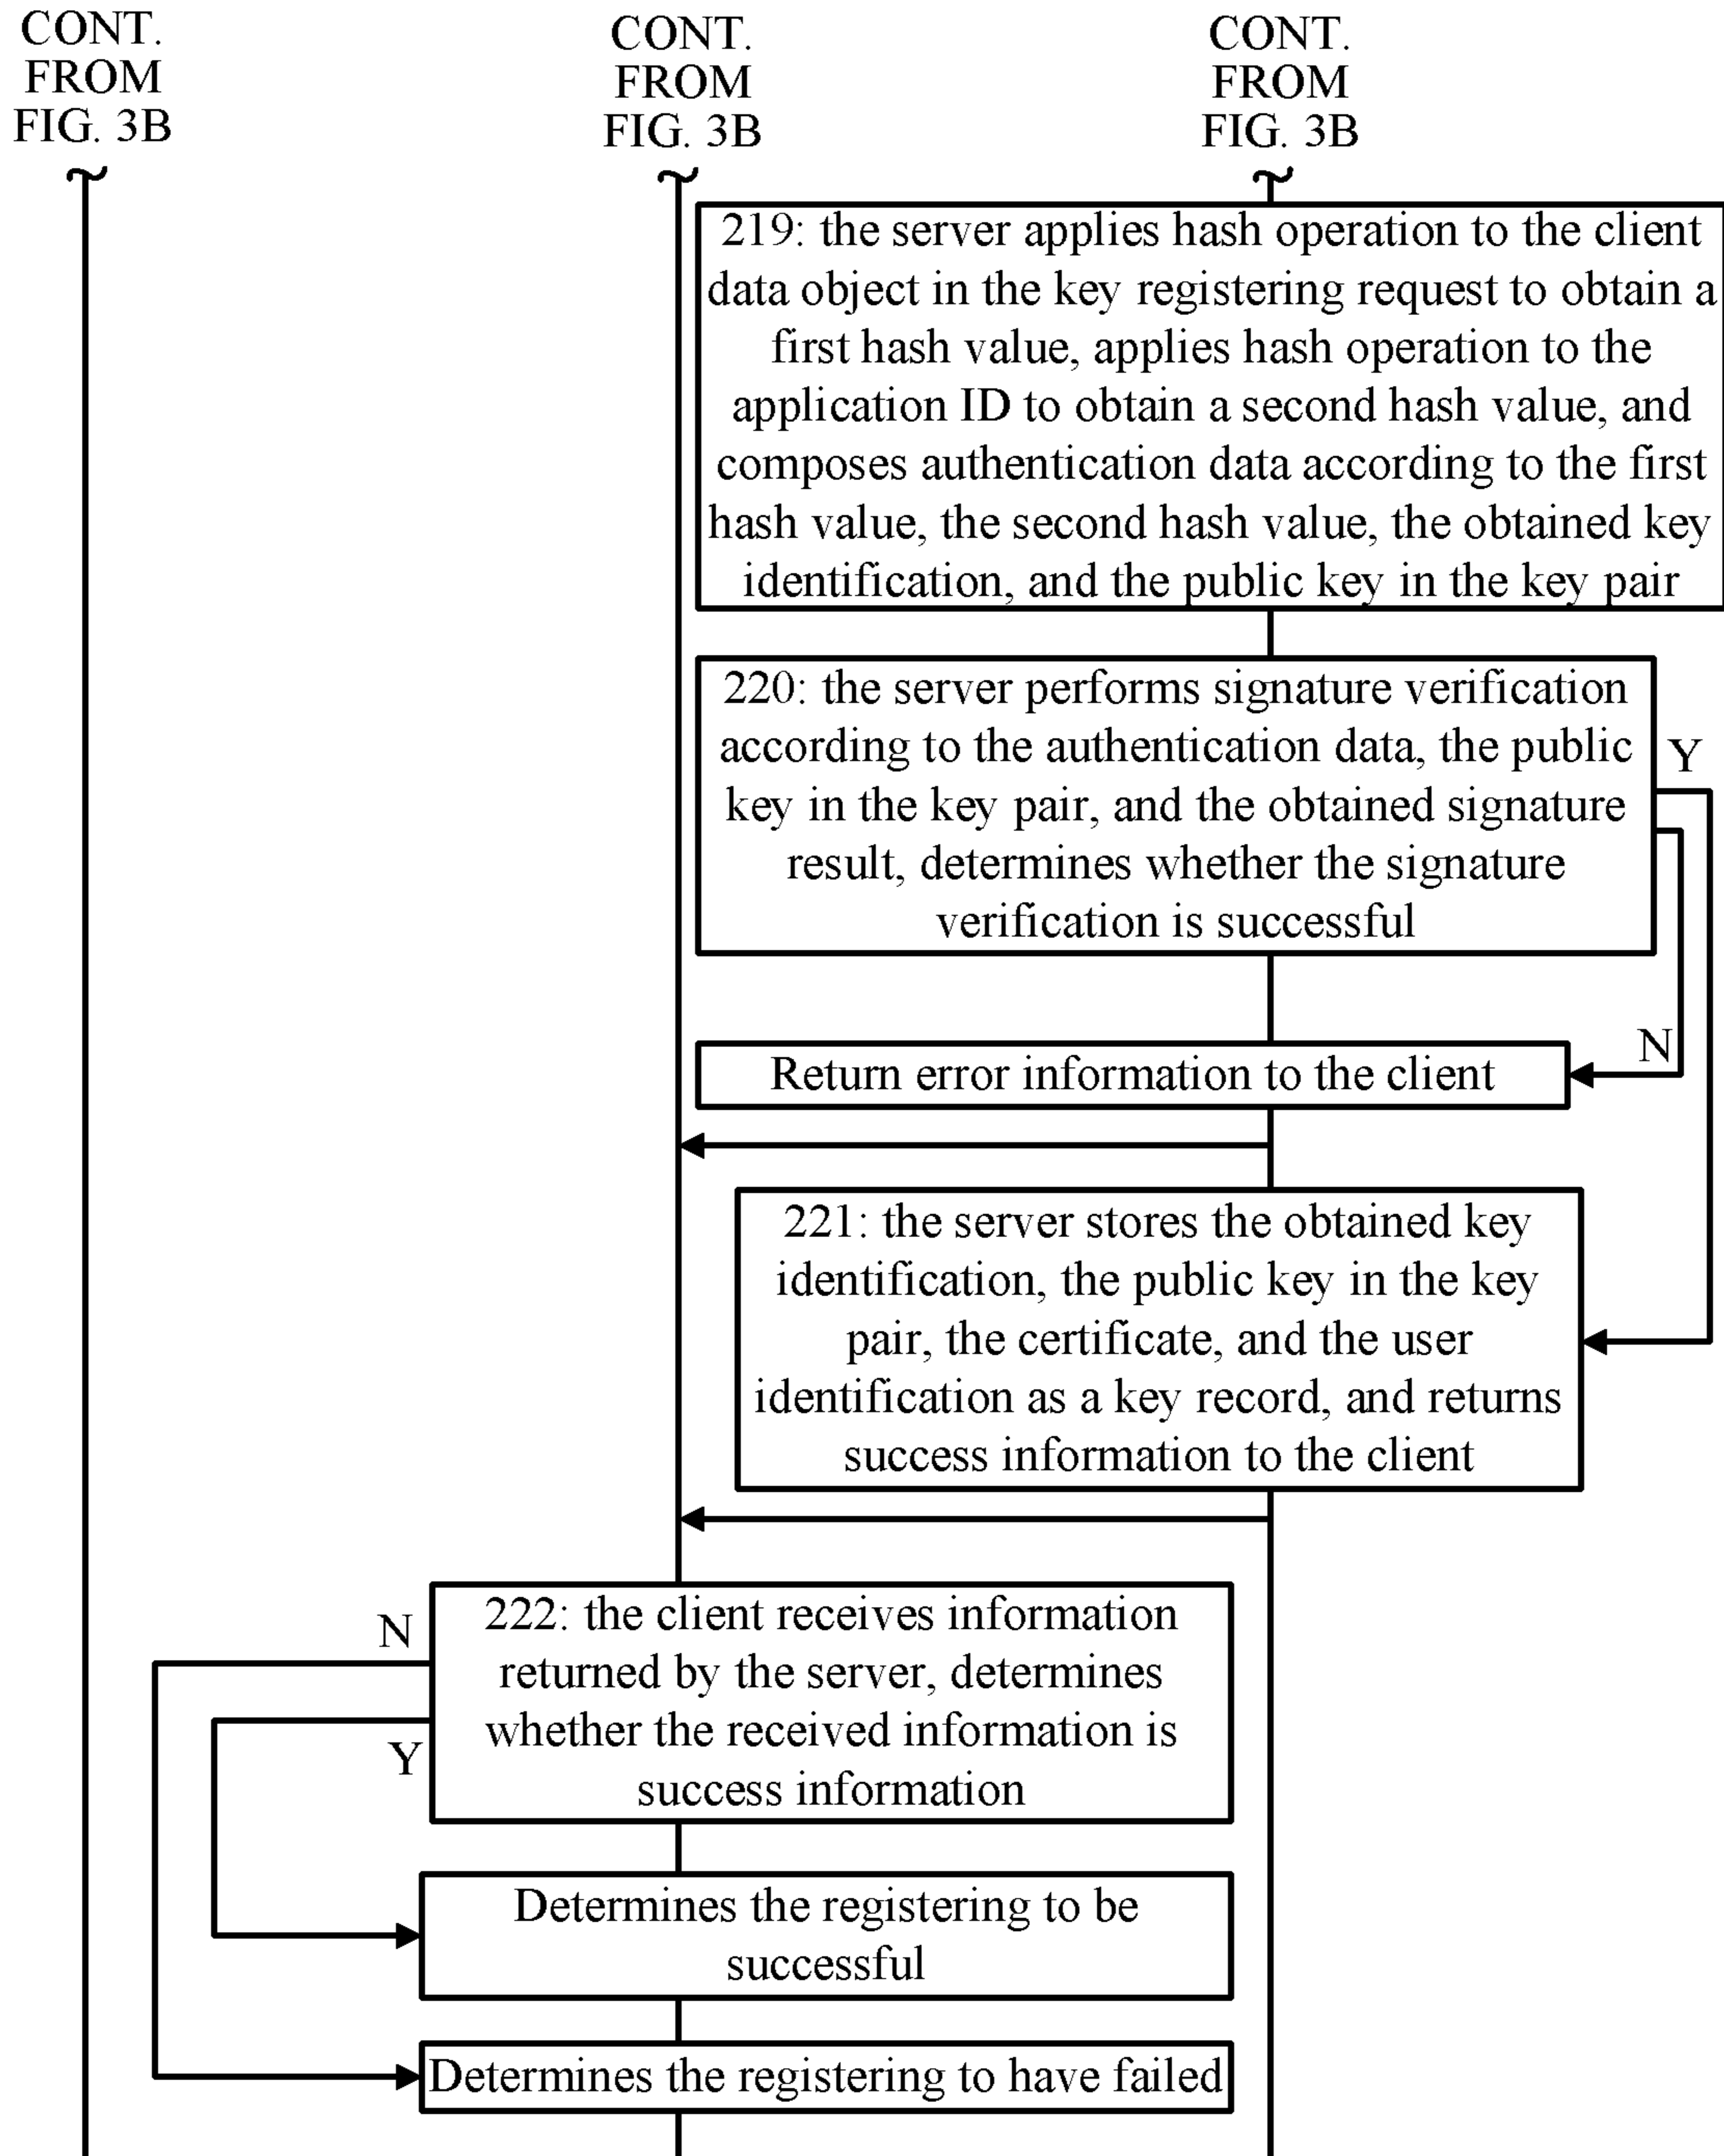 CONT.
FROM
FIG. 3B
CONT.
FROM
FIG. 3B
CONT.
FROM
FIG. 3B
219: the server applies hash operation to the client
data object in the key registering request to obtain a
first hash value, applies hash operation to the
application ID to obtain a second hash value, and
composes authentication data according to the first
hash value, the second hash value, the obtained key
identification, and the public key in the key pair
220: the server performs signature verification
according to the authentication data, the public
key in the key pair, and the obtained signature
result, determines whether the signature
verification is successful
Y
N
Return error information to the client
221: the server stores the obtained key
identification, the public key in the key
pair, the certificate, and the user
identification as a key record, and returns
success information to the client
222: the client receives information
returned by the server, determines
whether the received information is
success information
N
Y
Determines the registering to be
successful
Determines the registering to have failed